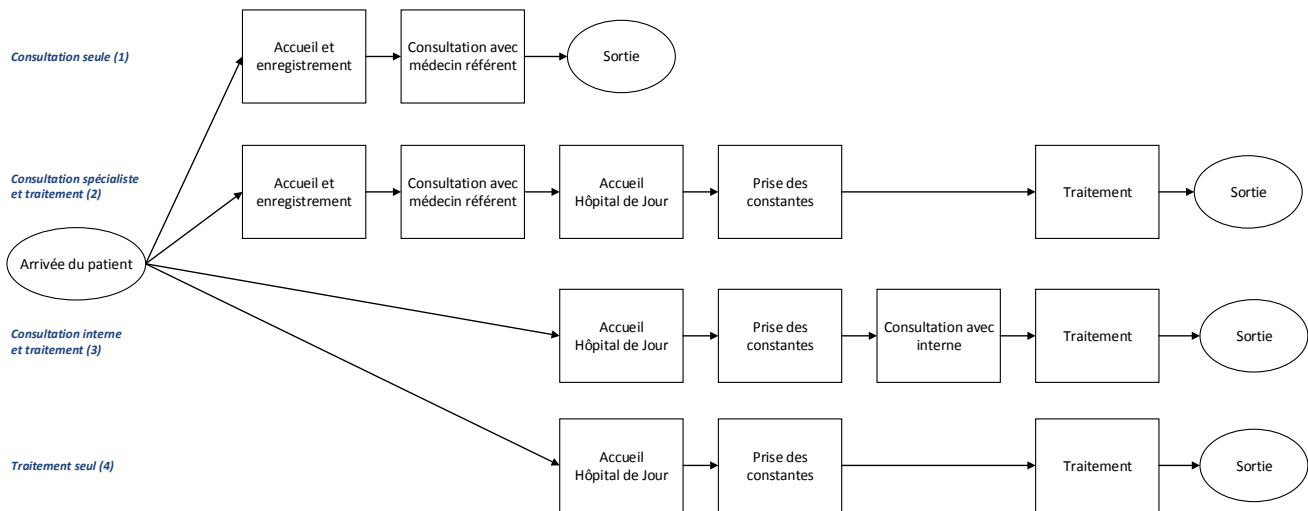 Consultation seule (1)
Accueil et
enregistrement
Consultation avec
médecin référent
Sortie
Consultation spécialiste
et traitement (2)
Accueil et
enregistrement
Consultation avec
médecin référent
Accueil
Hôpital de Jour
Prise des
constantes
Traitement
Sortie
Arrivée du patient
Consultation interne
et traitement (3)
Accueil
Hôpital de Jour
Prise des
constantes
Consultation avec
interne
Traitement
Sortie
Traitement seul (4)
Accueil
Hôpital de Jour
Prise des
constantes
Traitement
Sortie